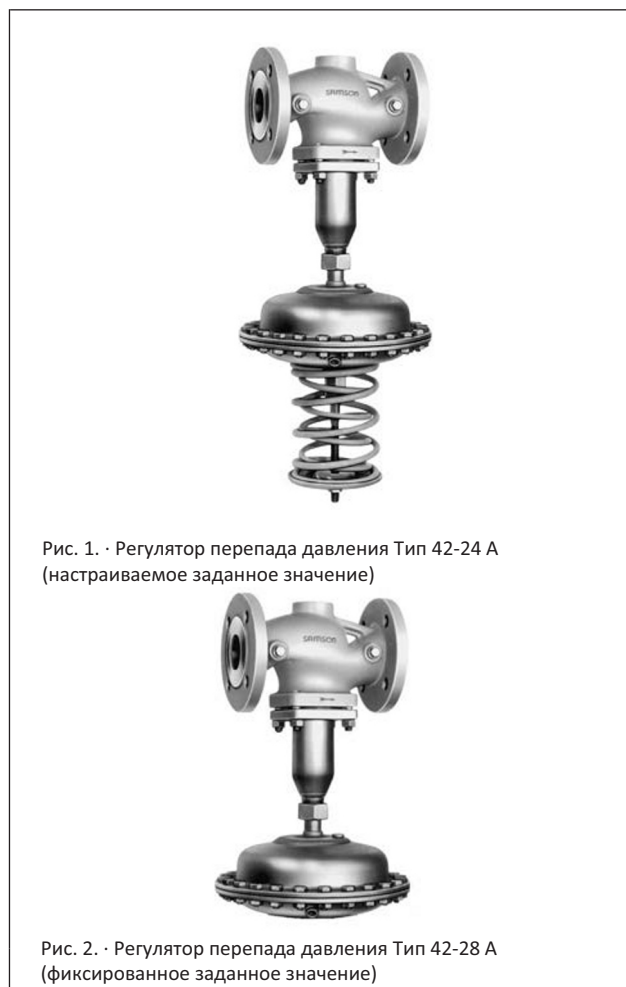 SAMSON
Рис. 1. · Регулятор перепада давления Тип 42-24 A
(настраиваемое заданное значение)
SAMSON
Рис. 2. · Регулятор перепада давления Тип 42-28 A
(фиксированное заданное значение)